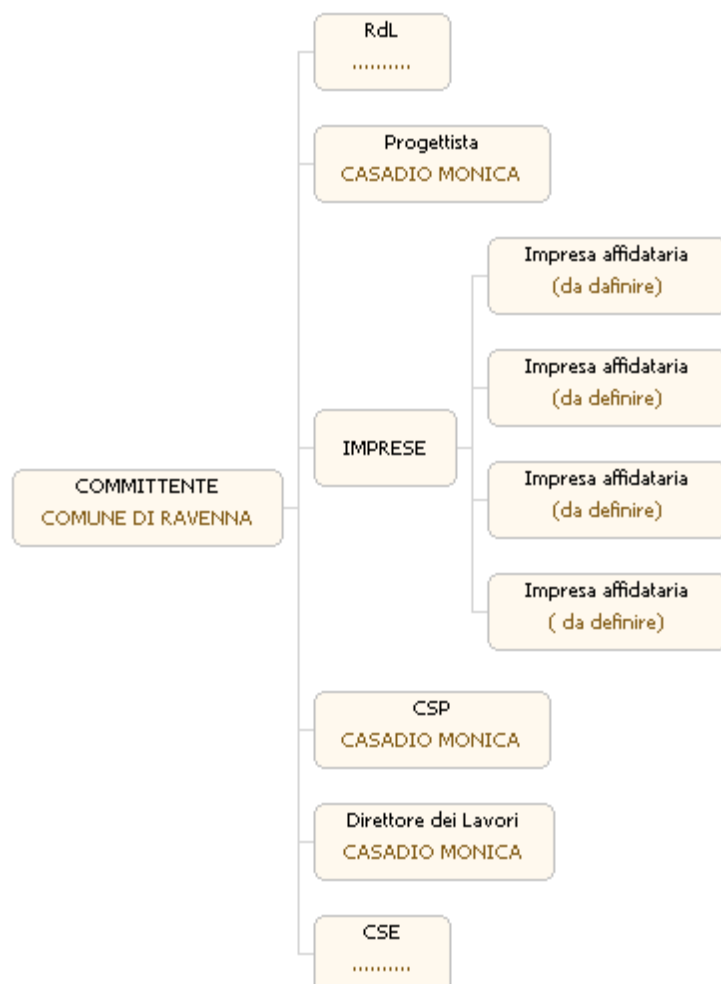 RdL
..........
Progettista
CASADIO MONICA
Impresa affidataria
(da dafinire)
Impresa affidataria
(da definire)
IMPRESE
Impresa affidataria
(da definire)
COMMITTENTE
COMUNE DI RAVENNA
Impresa affidataria
( da definire)
CSP
CASADIO MONICA
Direttore dei Lavori
CASADIO MONICA
CSE
..........